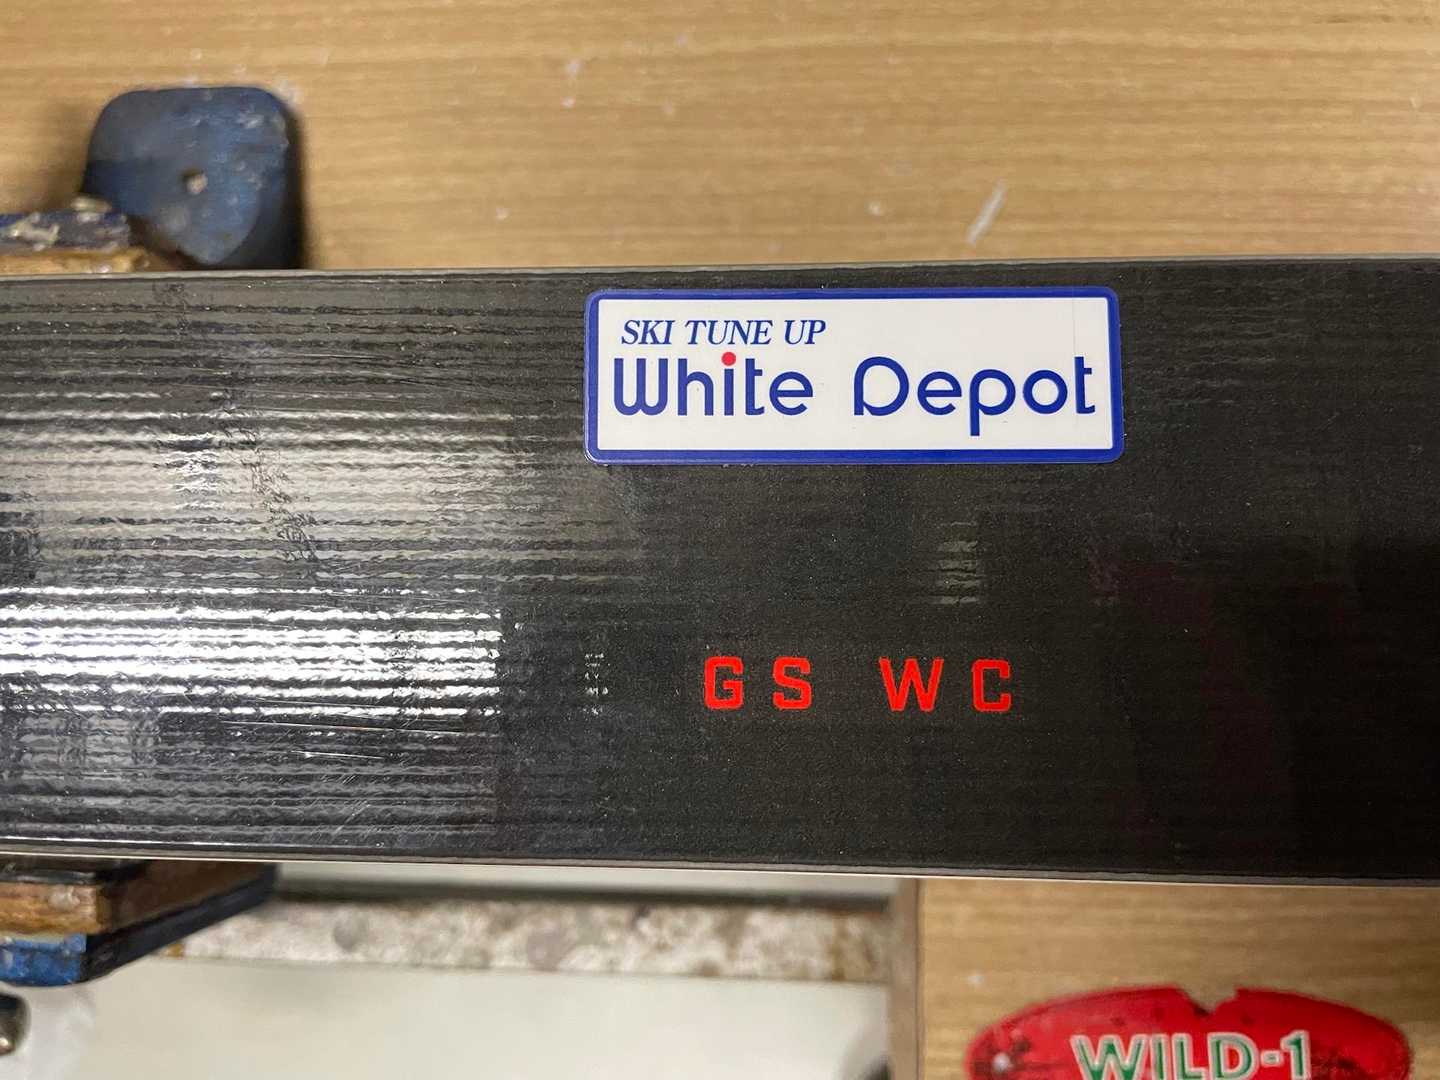 SKI TUNE UP
White Depot
GS WC
WILD-1